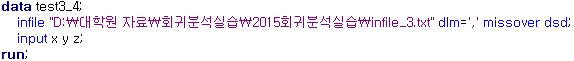 data test3_4;
infile "D:₩대학원 자료₩회귀분석실습₩2015회귀분석실습₩infile_3.txt" dlm=',' missover dsd;
input x y z;
run;